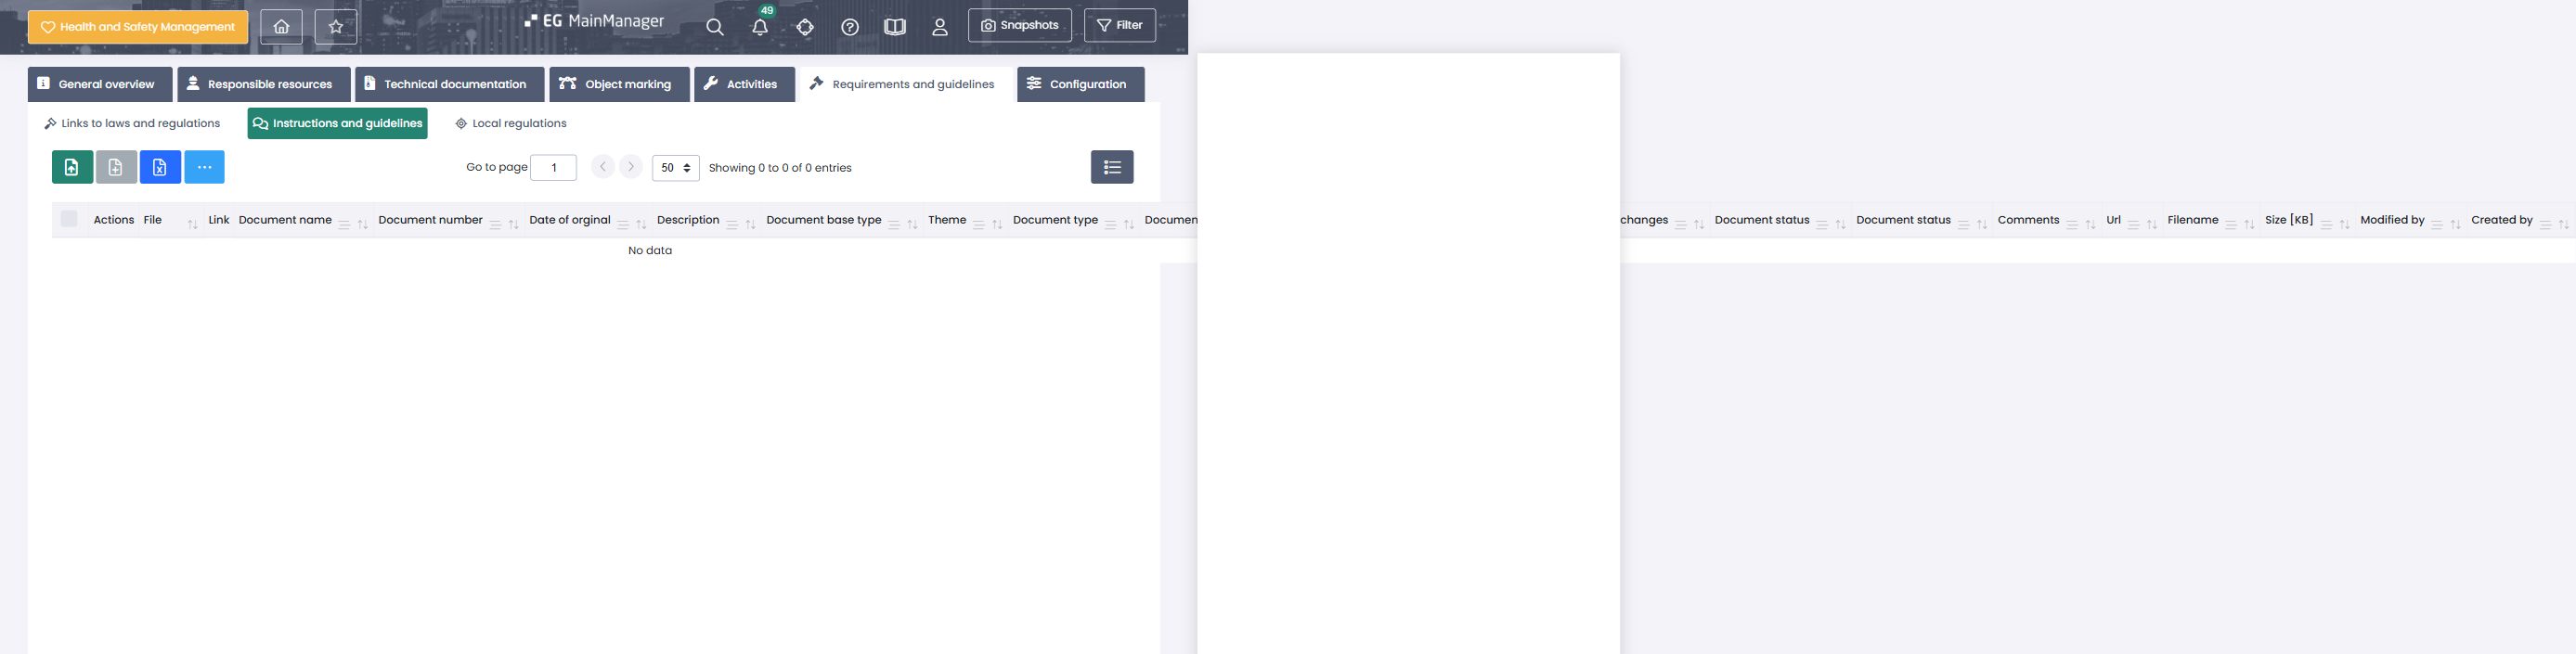 Health and Safety Management
EG MainManager
49
Snapshots
Filter
General overview
Responsible resources
Technical documentation
Object marking
Activities
Requirements and guidelines
Configuration
Links to laws and regulations
Instructions and guidelines
Local regulations
Go to page 1 50 Showing 0 to 0 of 0 entries
Actions File Link Document name Document number Date of orginal Description Document base type Theme Document type Documen changes Document status Document status Comments Url Filename Size [KB] Modified by Created by
No data